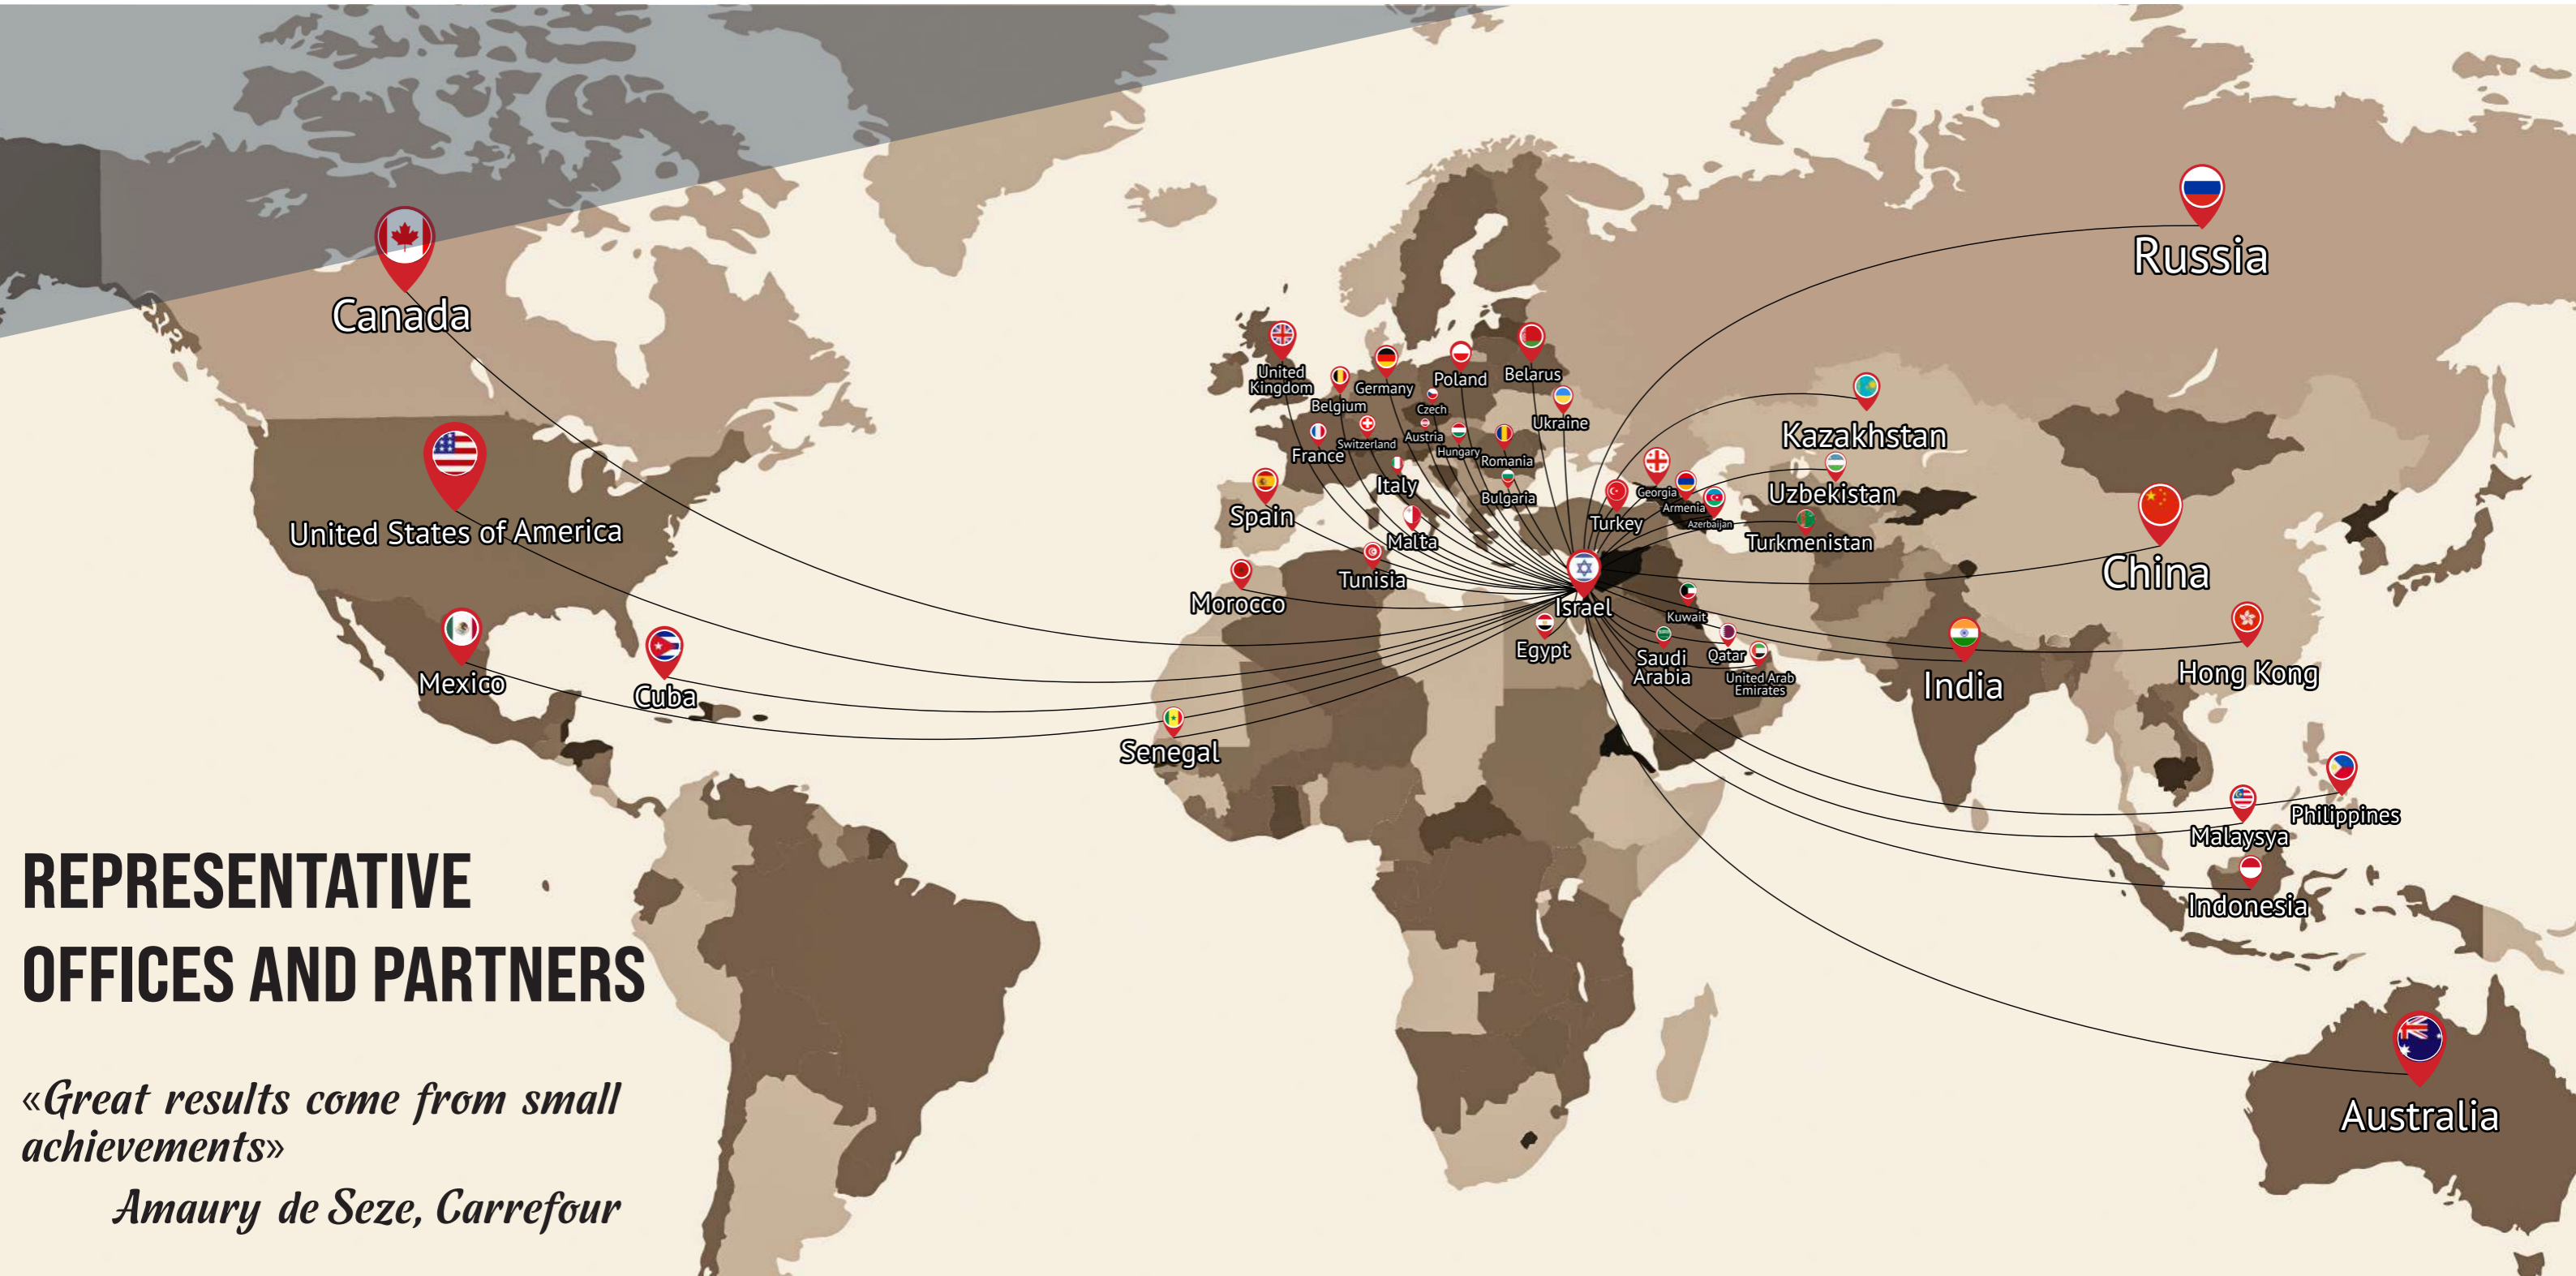 Canada
United States of America
Mexico
Cuba
Russia
United
Kingdom
Belgium
Germany
Poland
Belarus
Czech
Ukraine
France
Switzerland
Austria
Hungary
Romania
Italy
Bulgaria
Spain
Malta
Tunisia
Morocco
Senegal
Turkey
Georgia
Armenia
Azerbaijan
Kazakhstan
Uzbekistan
Turkmenistan
Israel
Egypt
Kuwait
Saudi
Arabia
Qatar
United Arab
Emirates
China
India
Hong Kong
Philippines
Malaysya
Indonesia
Australia
REPRESENTATIVE
OFFICES AND PARTNERS
«Great results come from small
achievements»
Amaury de Seze, Carrefour